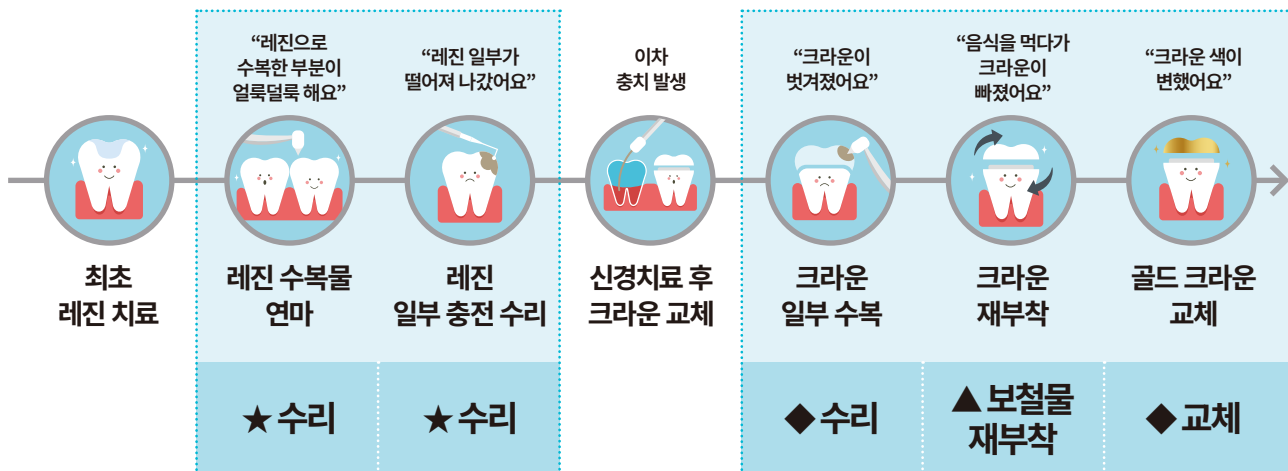 “레진으로
수복한 부분이
얼룩덜룩 해요”
“레진 일부가
떨어져 나갔어요”
이차
충치 발생
“크라운이
벗겨졌어요”
“음식을 먹다가
크라운이
빠졌어요”
“크라운 색이
변했어요”
최초
레진 치료
레진 수복물
연마
레진
일부 충전 수리
신경치료 후
크라운 교체
크라운
일부 수복
크라운
재부착
골드 크라운
교체
★ 수리
★ 수리
◆ 수리
▲ 보철물
재부착
◆ 교체